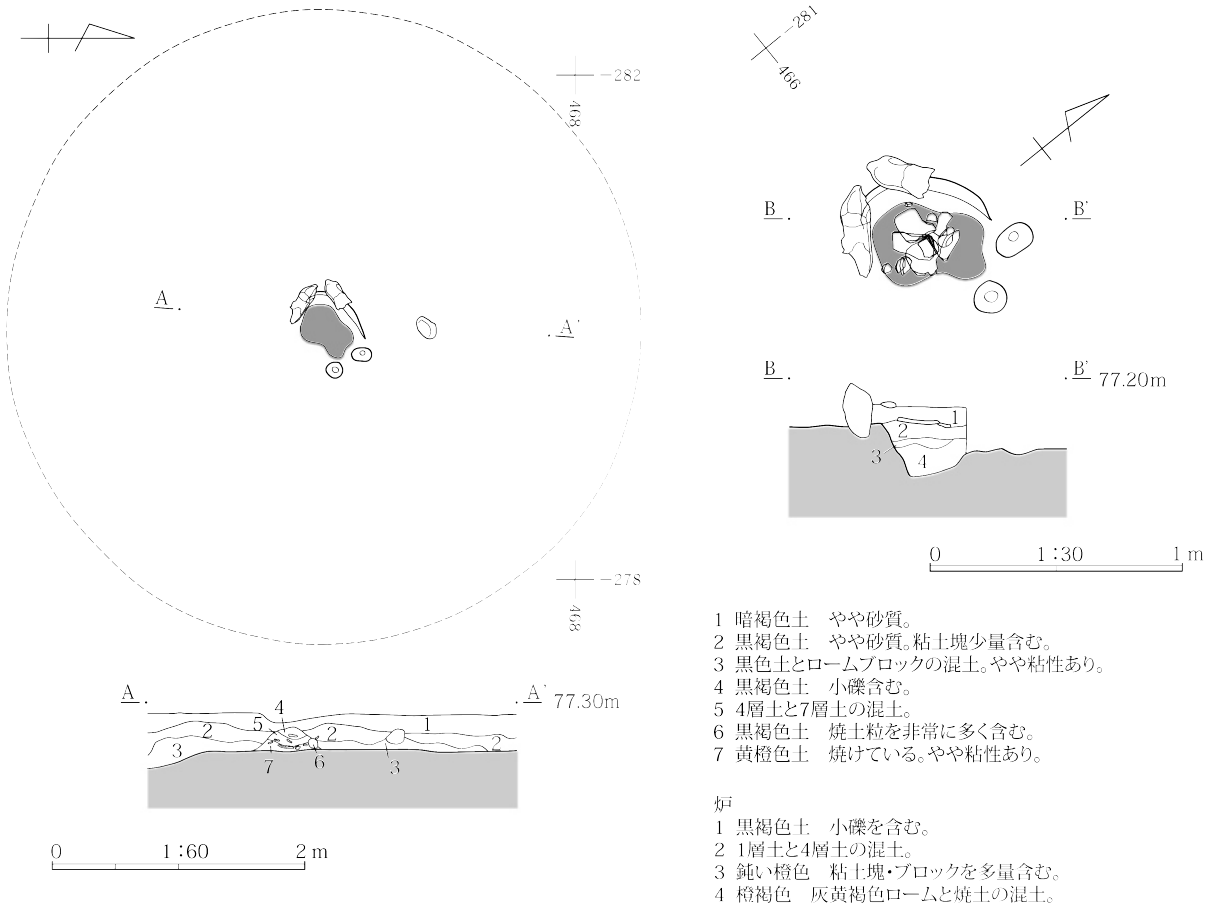 -282
468
A
A'
-278
468
A
A' 77.30m
4
5
2
2
1
3
7
6
3
2
0 1:60 2m
-281
466
B
B'
B
B' 77.20m
1
2
3
4
0 1:30 1m
1 暗褐色土 やや砂質。
2 黒褐色土 やや砂質。粘土塊少量含む。
3 黒色土とロームブロックの混土。やや粘性あり。
4 黒褐色土 小礫含む。
5 4層土と7層土の混土。
6 黒褐色土 焼土粒を非常に多く含む。
7 黄橙色土 焼けている。やや粘性あり。
炉
1 黒褐色土 小礫を含む。
2 1層土と4層土の混土。
3 鈍い橙色 粘土塊・ブロックを多量含む。
4 橙褐色 灰黄褐色ロームと焼土の混土。